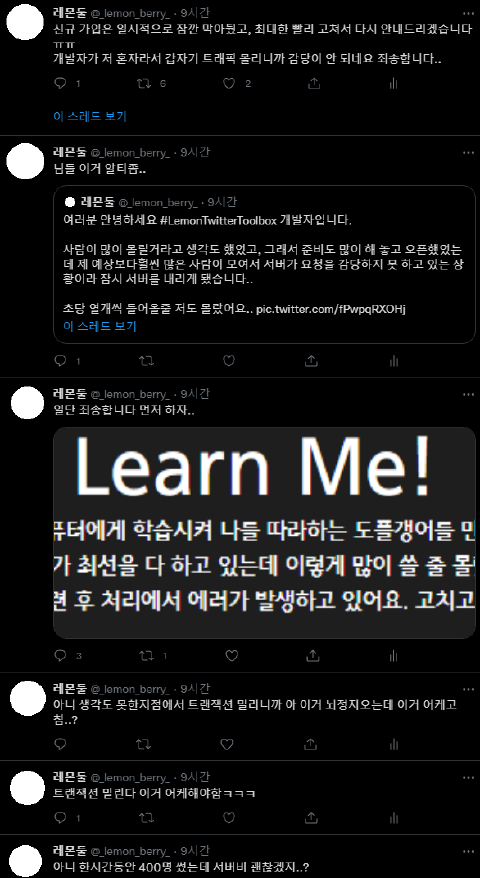 레몬둘 @_lemon_berry_ · 9시간
신규 가입은 일시적으로 잠깐 막아뒀고, 최대한 빨리 고쳐서 다시 안내드리겠습니다
ㅠㅠ
개발자가 저 혼자라서 갑자기 트래픽 몰리니까 감당이 안 되네요 죄송합니다..
1 6 2
이 스레드 보기
레몬둘 @_lemon_berry_ · 9시간
님들 이거 알티좀..
레몬둘 @_lemon_berry_ · 9시간
여러분 안녕하세요 #LemonTwitterToolbox 개발자입니다.
사람이 많이 몰릴거라고 생각도 했었고, 그래서 준비도 많이 해 놓고 오픈했었는
데 제 예상보다훨씬 많은 사람이 모여서 서버가 요청을 감당하지 못 하고 있는 상
황이라 잠시 서버를 내리게 됐습니다..
초당 열개씩 들어올줄 저도 몰랐어요.. pic.twitter.com/fPwpqRXOHj
이 스레드 보기
1
레몬둘 @_lemon_berry_ · 9시간
일단 죄송합니다 먼저 하자..
Learn Me!
퓨터에게 학습시켜 나를 따라하는 도플갱어를
가 최선을 다 하고 있는데 이렇게 많이 쓸 줄
련 후 처리에서 에러가 발생하고 있어요. 고치고
3 1
레몬둘 @_lemon_berry_ · 9시간
아니 생각도 못한지점에서 트랜잭션 밀리니까 아 이거 뇌정지오는데 이거 어케고
침..?
레몬둘 @_lemon_berry_ · 9시간
트랜잭션 밀린다 이거 어케해야함ㅋㅋㅋ
1
레몬둘 @_lemon_berry_ · 9시간
아니 한시간동안 400명 썼는데 서버비 괜찮겠지..?